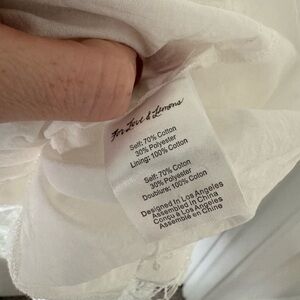 For Love & Lemons
Self: 70% Cotton
30% Polyester
Lining: 100% Cotton
Self: 70% Coton
30% Polyester
Doublure: 100% Coton
Designed In Los Angeles
Assembled in China
Conçu à Los Angeles
Assemblé en Chine